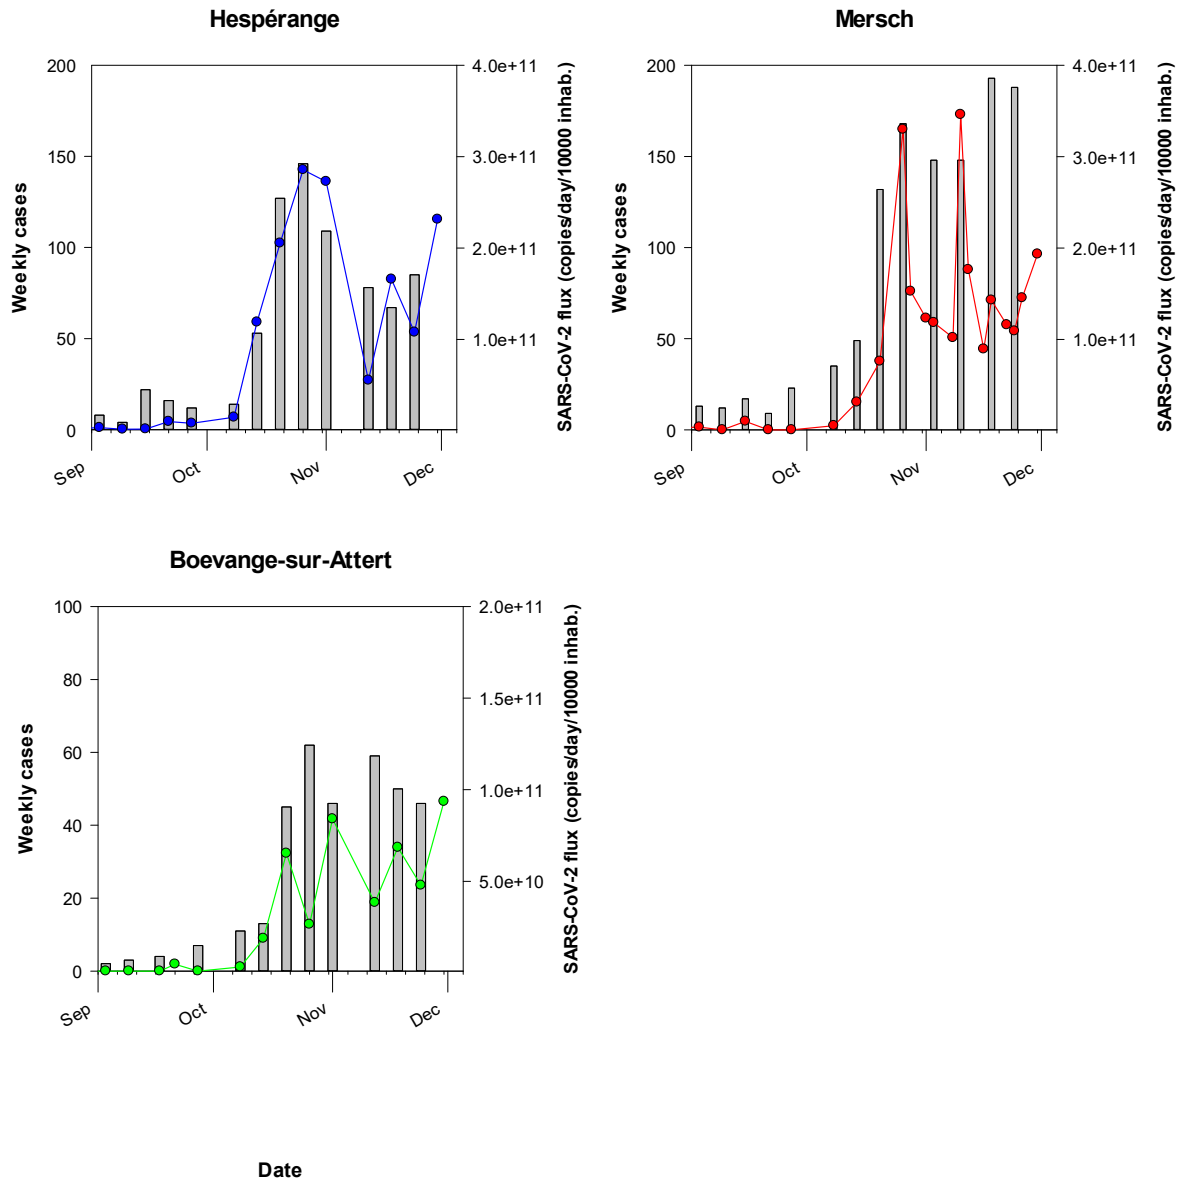 Hespérange
200
150
100
50
0
Weekly cases
4.0e+11
3.0e+11
2.0e+11
1.0e+11
SARS-CoV-2 flux (copies/day/10000 inhab.)
Sep
Oct
Nov
Dec
Mersch
200
150
100
50
0
Weekly cases
4.0e+11
3.0e+11
2.0e+11
1.0e+11
SARS-CoV-2 flux (copies/day/10000 inhab.)
Sep
Oct
Nov
Dec
Boevange-sur-Attert
100
80
60
40
20
0
Weekly cases
2.0e+11
1.5e+11
1.0e+11
5.0e+10
SARS-CoV-2 flux (copies/day/10000 inhab.)
Sep
Oct
Nov
Dec
Date